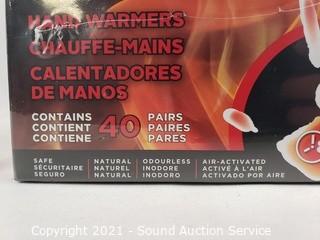 HAND WARMERS
CHAUFFE-MAINS
CALENTADORES
DE MANOS
CONTAINS 40 PAIRS
CONTIENT PAIRES
CONTIENE PARES
SAFE NATURAL ODOURLESS AIR-ACTIVATED
SÉCURITAIRE NATUREL INODORE ACTIVÉ À L'AIR
SEGURO NATURAL INODORO ACTIVADO POR AIRE
Copyright 2021 - Sound Auction Service